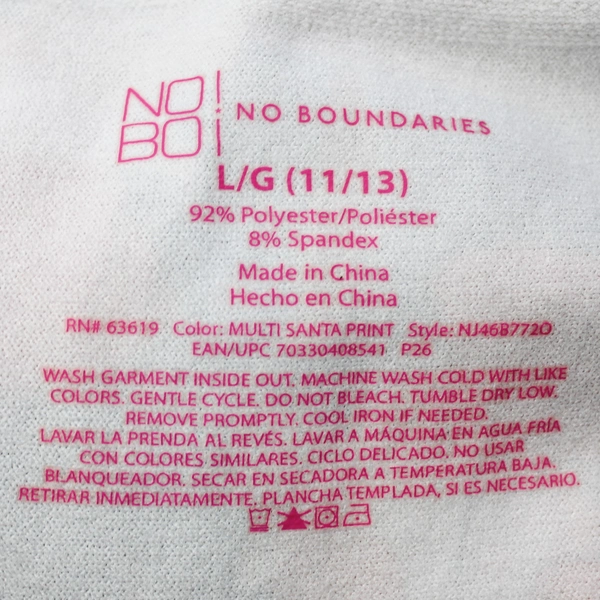 NO
BO
NO BOUNDARIES
L/G (11/13)
92% Polyester/Poliéster
8% Spandex
Made in China
Hecho en China
RN# 63619 Color: MULTI SANTA PRINT Style: NJ46B772D
EAN/UPC 70330408541 P26
WASH GARMENT INSIDE OUT. MACHINE WASH COLD WITH LIKE
COLORS. GENTLE CYCLE. DO NOT BLEACH. TUMBLE DRY LOW.
REMOVE PROMPTLY. COOL IRON IF NEEDED.
LAVAR LA PRENDA AL REVÉS. LAVAR A MÁQUINA EN AGUA FRÍA
CON COLORES SIMILARES. CICLO DELICADO. NO USAR
BLANQUEADOR. SECAR EN SECADORA A TEMPERATURA BAJA.
RETIRAR INMEDIATAMENTE. PLANCHA TEMPLADA, SI ES NECESARIO.